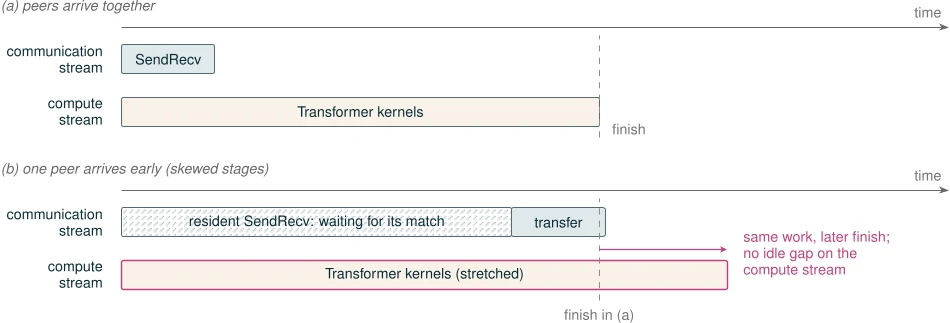 (a) peers arrive together
time
communication
stream
SendRecv
compute
stream
Transformer kernels
finish
(b) one peer arrives early (skewed stages)
time
communication
stream
resident SendRecv: waiting for its match
transfer
same work, later finish;
no idle gap on the
compute stream
compute
stream
Transformer kernels (stretched)
finish in (a)